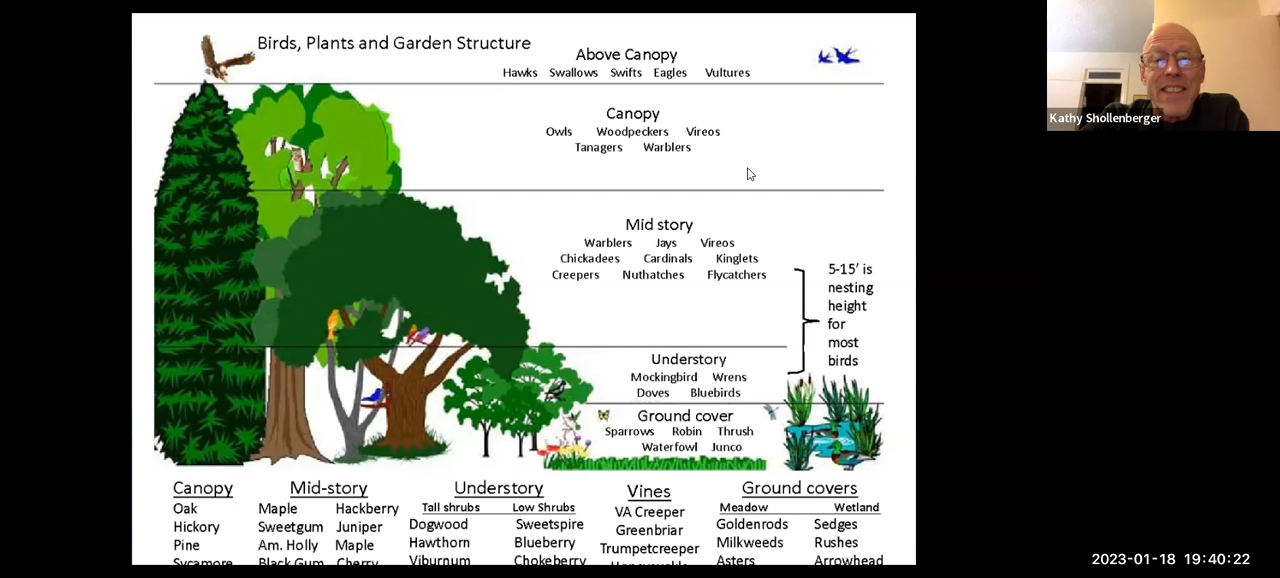 Birds, Plants and Garden Structure
Above Canopy
Hawks Swallows Swifts Eagles Vultures
Canopy
Owls Woodpeckers Vireos
Tanagers Warblers
Mid story
Warblers Jays Vireos
Chickadees Cardinals Kinglets
Creepers Nuthatches Flycatchers
5-15' is
nesting
height
for
most
birds
Understory
Mockingbird Wrens
Doves Bluebirds
Ground cover
Sparrows Robin Thrush
Waterfowl Junco
Canopy
Oak
Hickory
Pine
Sycamore
Mid-story
Maple Hackberry
Sweetgum Juniper
Am. Holly Maple
Black Gum Cherry
Understory
Tall shrubs Low Shrubs
Dogwood Sweetspire
Hawthorn Blueberry
Viburnum Chokeberry
Vines
VA Creeper
Greenbriar
Trumpetcreeper
Ground covers
Meadow Wetland
Goldenrods Sedges
Milkweeds Rushes
Asters Arrowhead
Kathy Shollenberger
2023-01-18 19:40:22